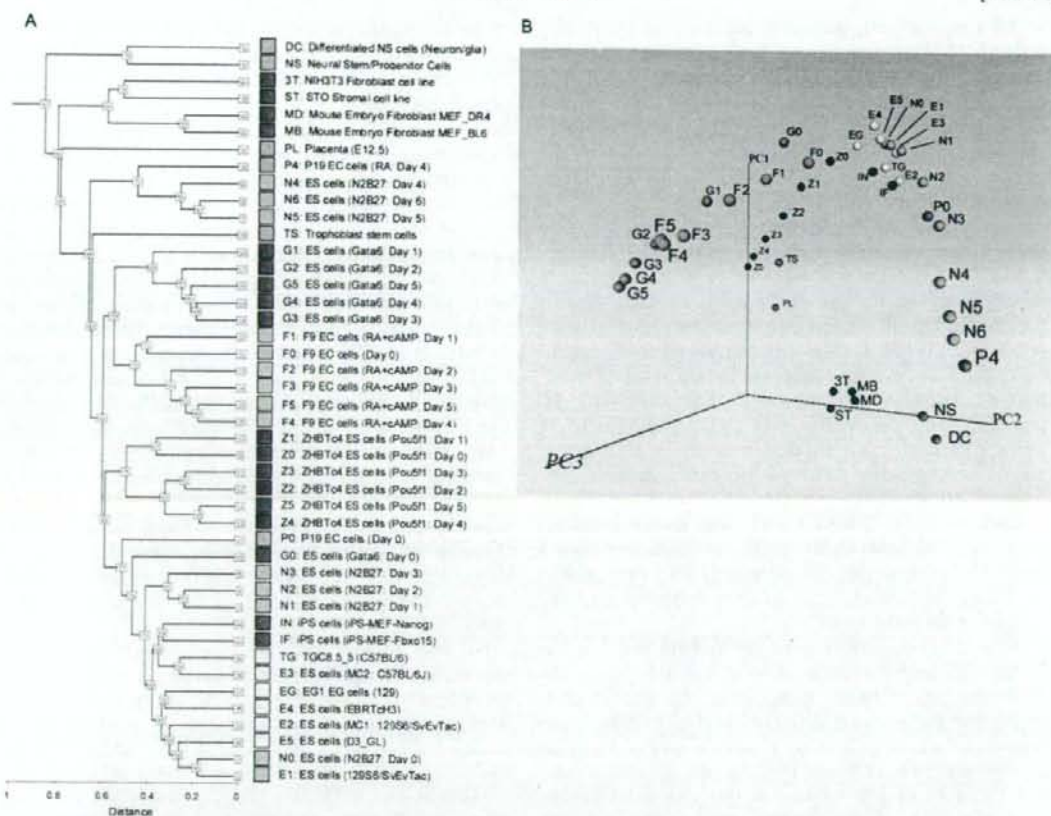 A
DC: Differentiated NS cells (Neuron/glia)
NS: Neural Stem/Progenitor Cells
3T: NIH3T3 Fibroblast cell line
ST: STO Stromal cell line
MD: Mouse Embryo Fibroblast MEF_DR4
MB: Mouse Embryo Fibroblast MEF_BL6
PL: Placenta (E12.5)
P4: P19 EC cells (RA: Day 4)
N4: ES cells (N2B27: Day 4)
N6: ES cells (N2B27: Day 6)
N5: ES cells (N2B27: Day 5)
TS: Trophoblast stem cells
G1: ES cells (Gata6: Day 1)
G2: ES cells (Gata6: Day 2)
G5: ES cells (Gata6: Day 5)
G4: ES cells (Gata6: Day 4)
G3: ES cells (Gata6: Day 3)
F1: F9 EC cells (RA+cAMP: Day 1)
F0: F9 EC cells (Day 0)
F2: F9 EC cells (RA+cAMP: Day 2)
F3: F9 EC cells (RA+cAMP: Day 3)
F5: F9 EC cells (RA+cAMP: Day 5)
F4: F9 EC cells (RA+cAMP: Day 4)
Z1: ZHBTc4 ES cells (Pou5f1: Day 1)
Z0: ZHBTc4 ES cells (Pou5f1: Day 0)
Z3: ZHBTc4 ES cells (Pou5f1: Day 3)
Z2: ZHBTc4 ES cells (Pou5f1: Day 2)
Z5: ZHBTc4 ES cells (Pou5f1: Day 5)
Z4: ZHBTc4 ES cells (Pou5f1: Day 4)
P0: P19 EC cells (Day 0)
G0: ES cells (Gata6: Day 0)
N3: ES cells (N2B27: Day 3)
N2: ES cells (N2B27: Day 2)
N1: ES cells (N2B27: Day 1)
IN: iPS cells (iPS-MEF-Nanog)
IF: iPS cells (iPS-MEF-Fbxo15)
TG: TGC8.5_5 (C57BL/6)
E3: ES cells (MC2: C57BL/6J)
EG: EG1 EG cells (129)
E4: ES cells (EBRTcH3)
E2: ES cells (MC1: 129S6/SvEvTac)
E5: ES cells (D3_GL)
N0: ES cells (N2B27: Day 0)
E1: ES cells (129S6/SvEvTac)
1 0.8 0.6 0.4 0.2 0
Distance
B
E4 E5 N0 E1
E3
N1
EG
G0
F0
Z0
PC1
F1
Z1
IN
TG
E2
IF
N2
G1
F2
Z2
P0
N3
G2
F5
F4
F3
Z3
Z4
Z5
TS
G3
G4
G5
N4
PL
N5
N6
P4
3T
MB
MD
ST
NS
PC2
DC
PC3